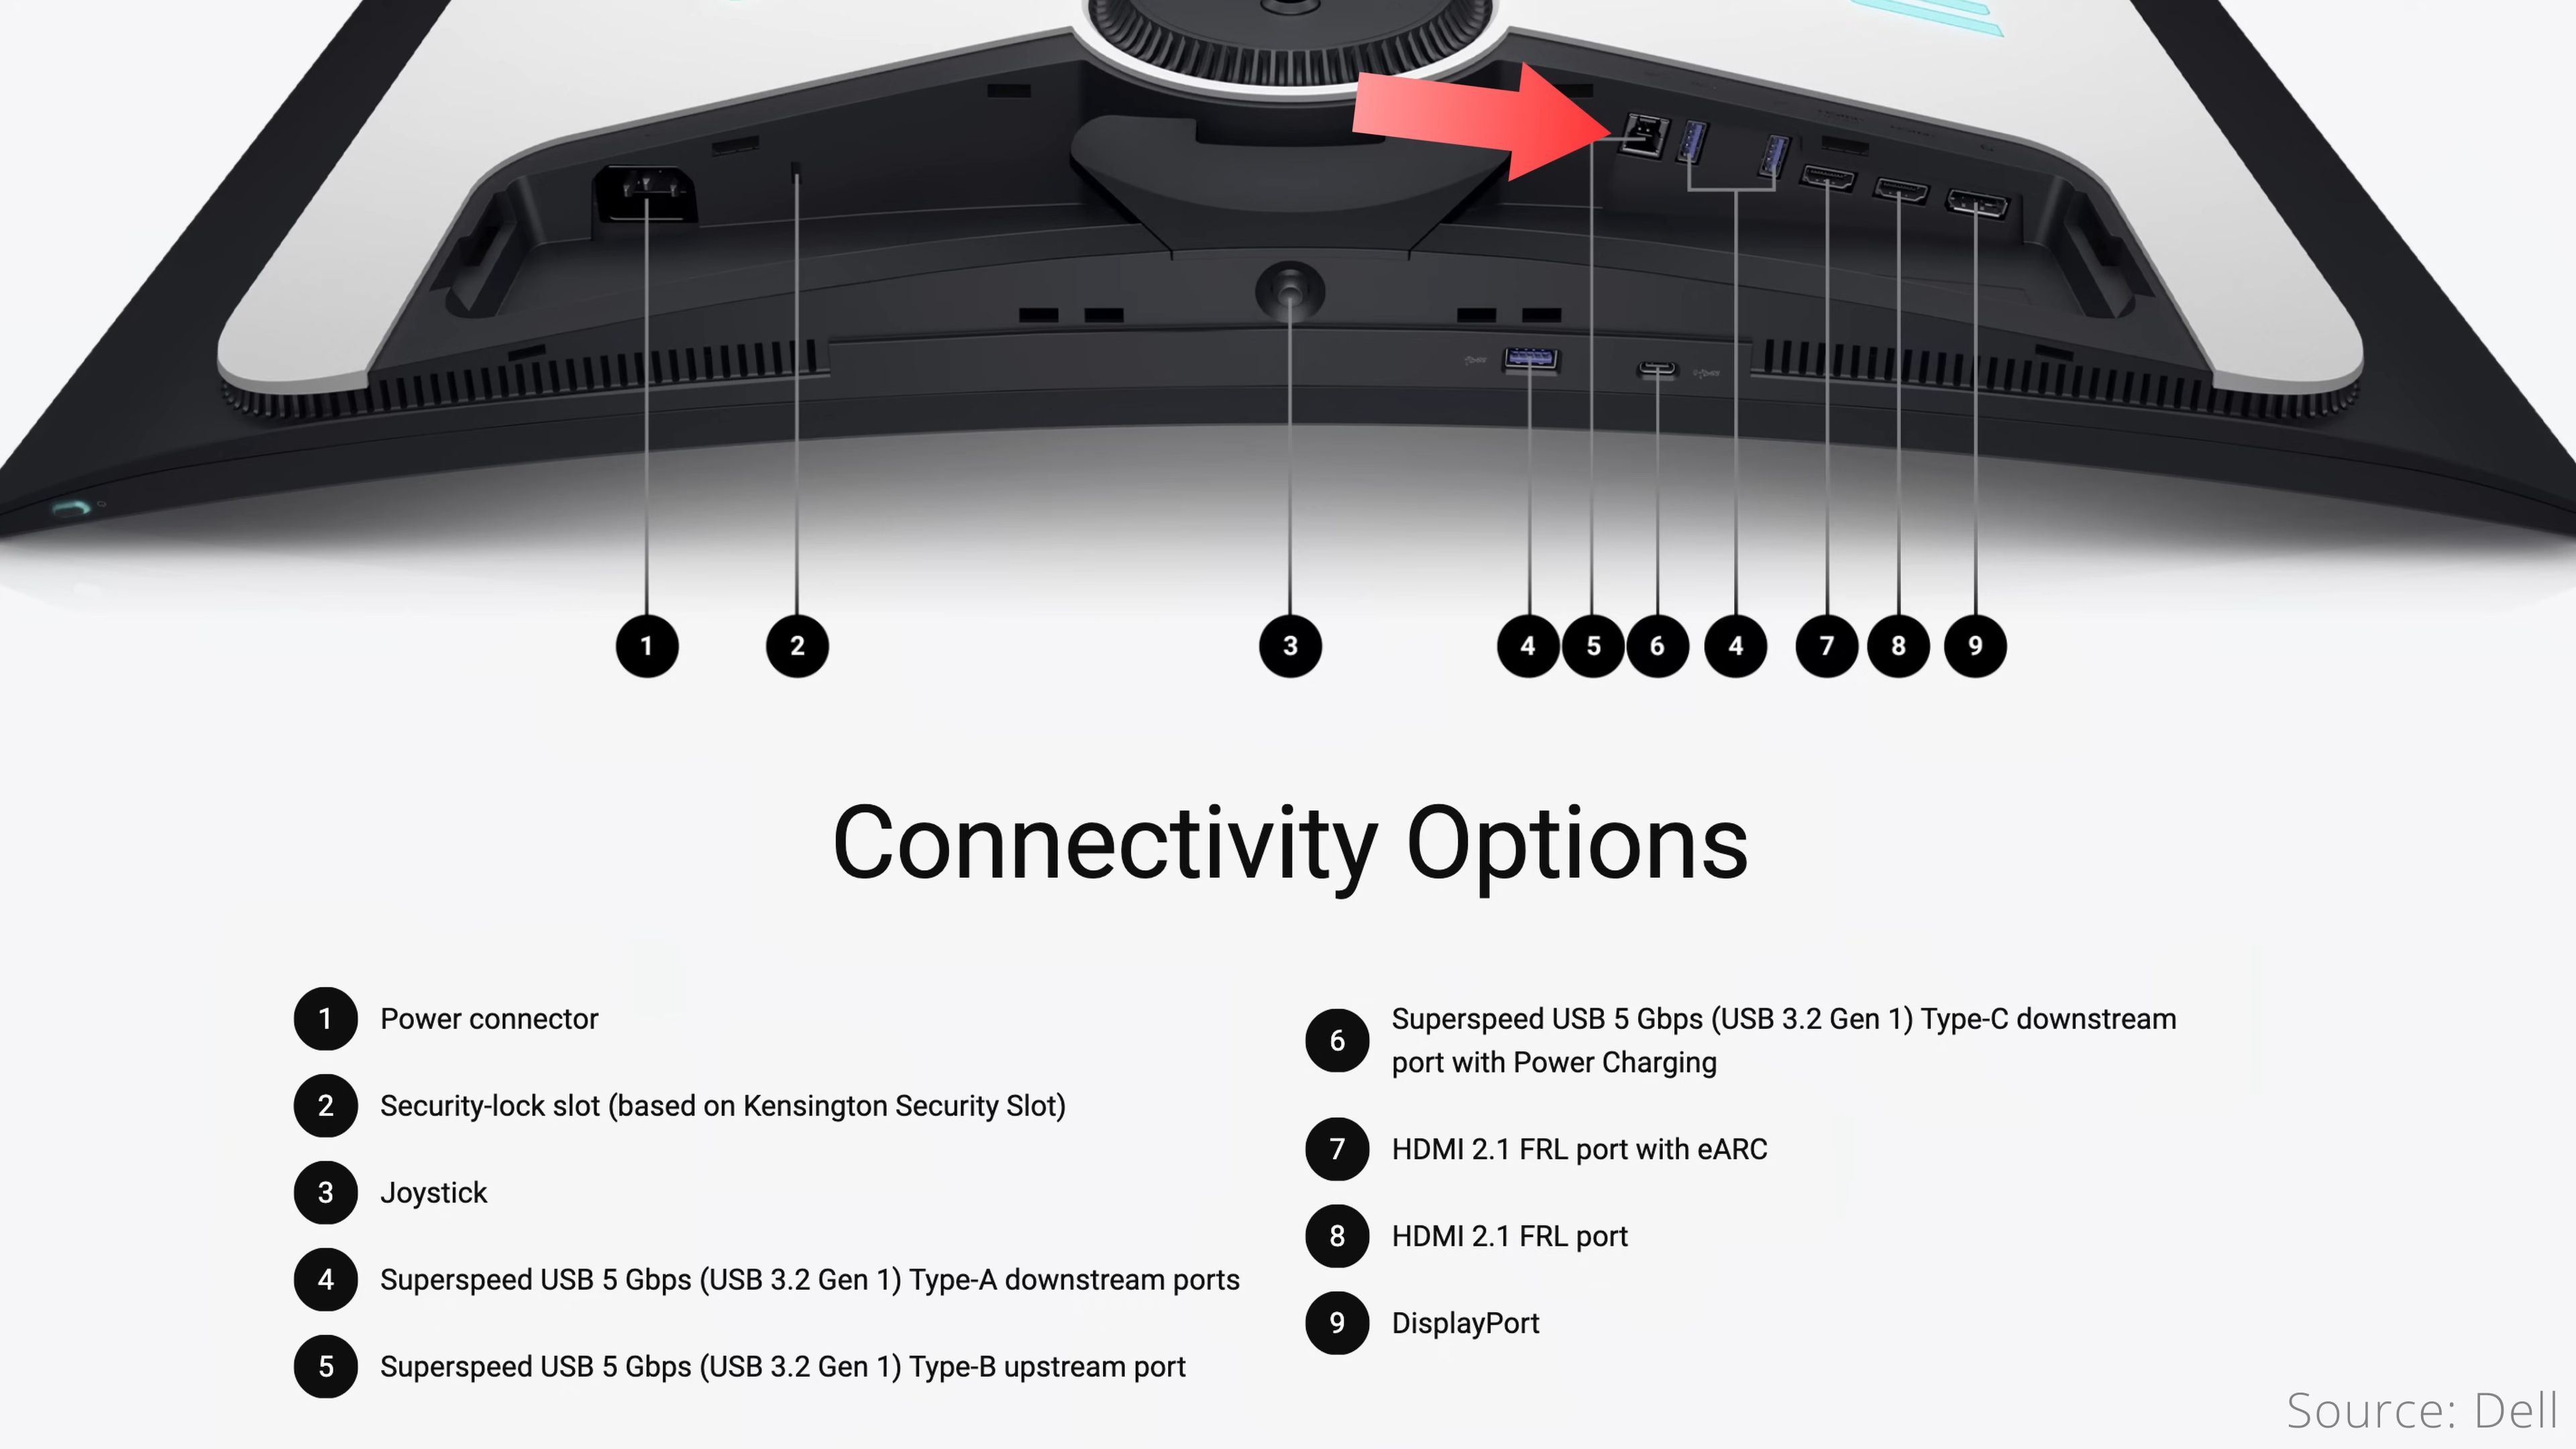 1 2 3 4 5 6 4 7 8 9
Connectivity Options
1 Power connector
2 Security-lock slot (based on Kensington Security Slot)
3 Joystick
4 Superspeed USB 5 Gbps (USB 3.2 Gen 1) Type-A downstream ports
5 Superspeed USB 5 Gbps (USB 3.2 Gen 1) Type-B upstream port
6 Superspeed USB 5 Gbps (USB 3.2 Gen 1) Type-C downstream
port with Power Charging
7 HDMI 2.1 FRL port with eARC
8 HDMI 2.1 FRL port
9 DisplayPort
Source: Dell